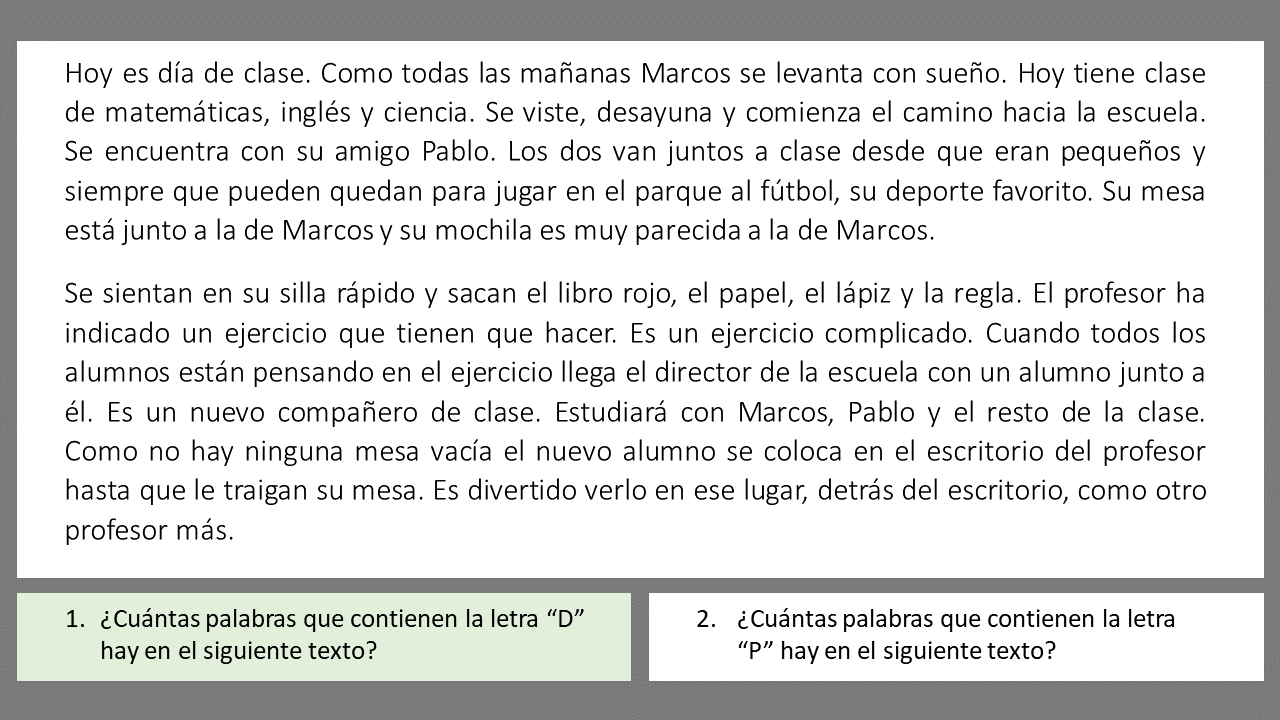 Hoy es día de clase. Como todas las mañanas Marcos se levanta con sueño. Hoy tiene clase
de matemáticas, inglés y ciencia. Se viste, desayuna y comienza el camino hacia la escuela.
Se encuentra con su amigo Pablo. Los dos van juntos a clase desde que eran pequeños y
siempre que pueden quedan para jugar en el parque al fútbol, su deporte favorito. Su mesa
está junto a la de Marcos y su mochila es muy parecida a la de Marcos.
Se sientan en su silla rápido y sacan el libro rojo, el papel, el lápiz y la regla. El profesor ha
indicado un ejercicio que tienen que hacer. Es un ejercicio complicado. Cuando todos los
alumnos están pensando en el ejercicio llega el director de la escuela con un alumno junto a
él. Es un nuevo compañero de clase. Estudiará con Marcos, Pablo y el resto de la clase.
Como no hay ninguna mesa vacía el nuevo alumno se coloca en el escritorio del profesor
hasta que le traigan su mesa. Es divertido verlo en ese lugar, detrás del escritorio, como otro
profesor más.
1. ¿Cuántas palabras que contienen la letra “D”
hay en el siguiente texto?
2. ¿Cuántas palabras que contienen la letra
“P” hay en el siguiente texto?